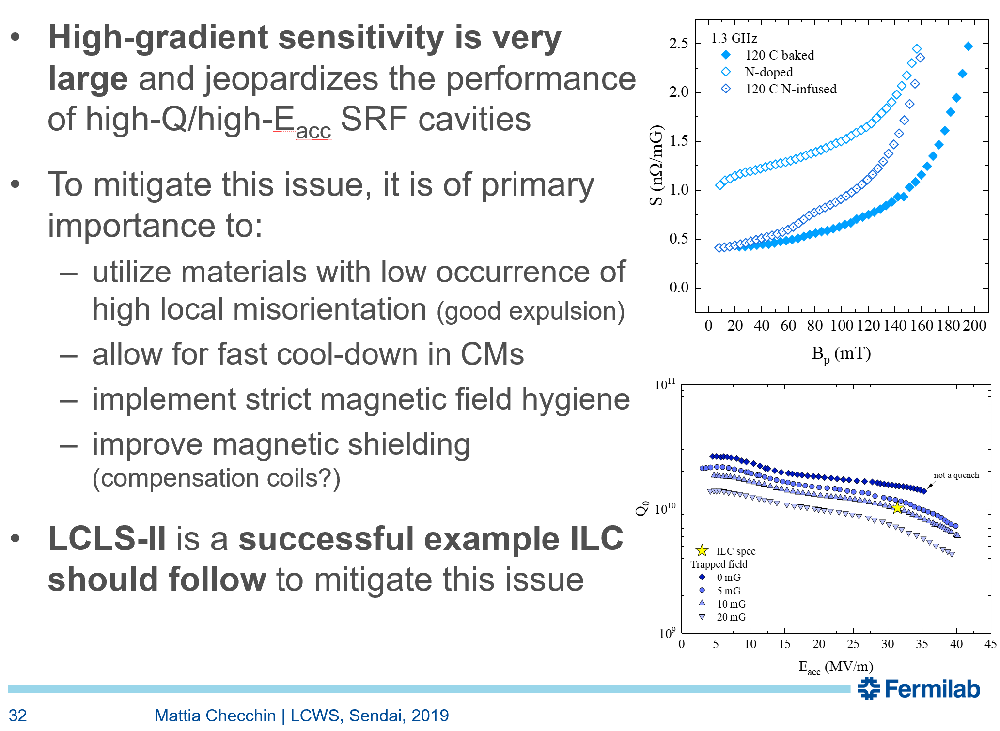 • High-gradient sensitivity is very
large and jeopardizes the performance
of high-Q/high-Eacc SRF cavities
• To mitigate this issue, it is of primary
importance to:
– utilize materials with low occurrence of
high local misorientation (good expulsion)
– allow for fast cool-down in CMs
– implement strict magnetic field hygiene
– improve magnetic shielding
(compensation coils?)
• LCLS-II is a successful example ILC
should follow to mitigate this issue
1.3 GHz
120 C baked
N-doped
120 C N-infused
S (nΩ/mG)
2.5
2.0
1.5
1.0
0.5
0.0
0 20 40 60 80 100 120 140 160 180 200
Bp (mT)
10^11
10^10
10^9
Q0
not a quench
ILC spec
Trapped field
0 mG
5 mG
10 mG
20 mG
0 5 10 15 20 25 30 35 40 45
Eacc (MV/m)
Fermilab
32 Mattia Checchin | LCWS, Sendai, 2019